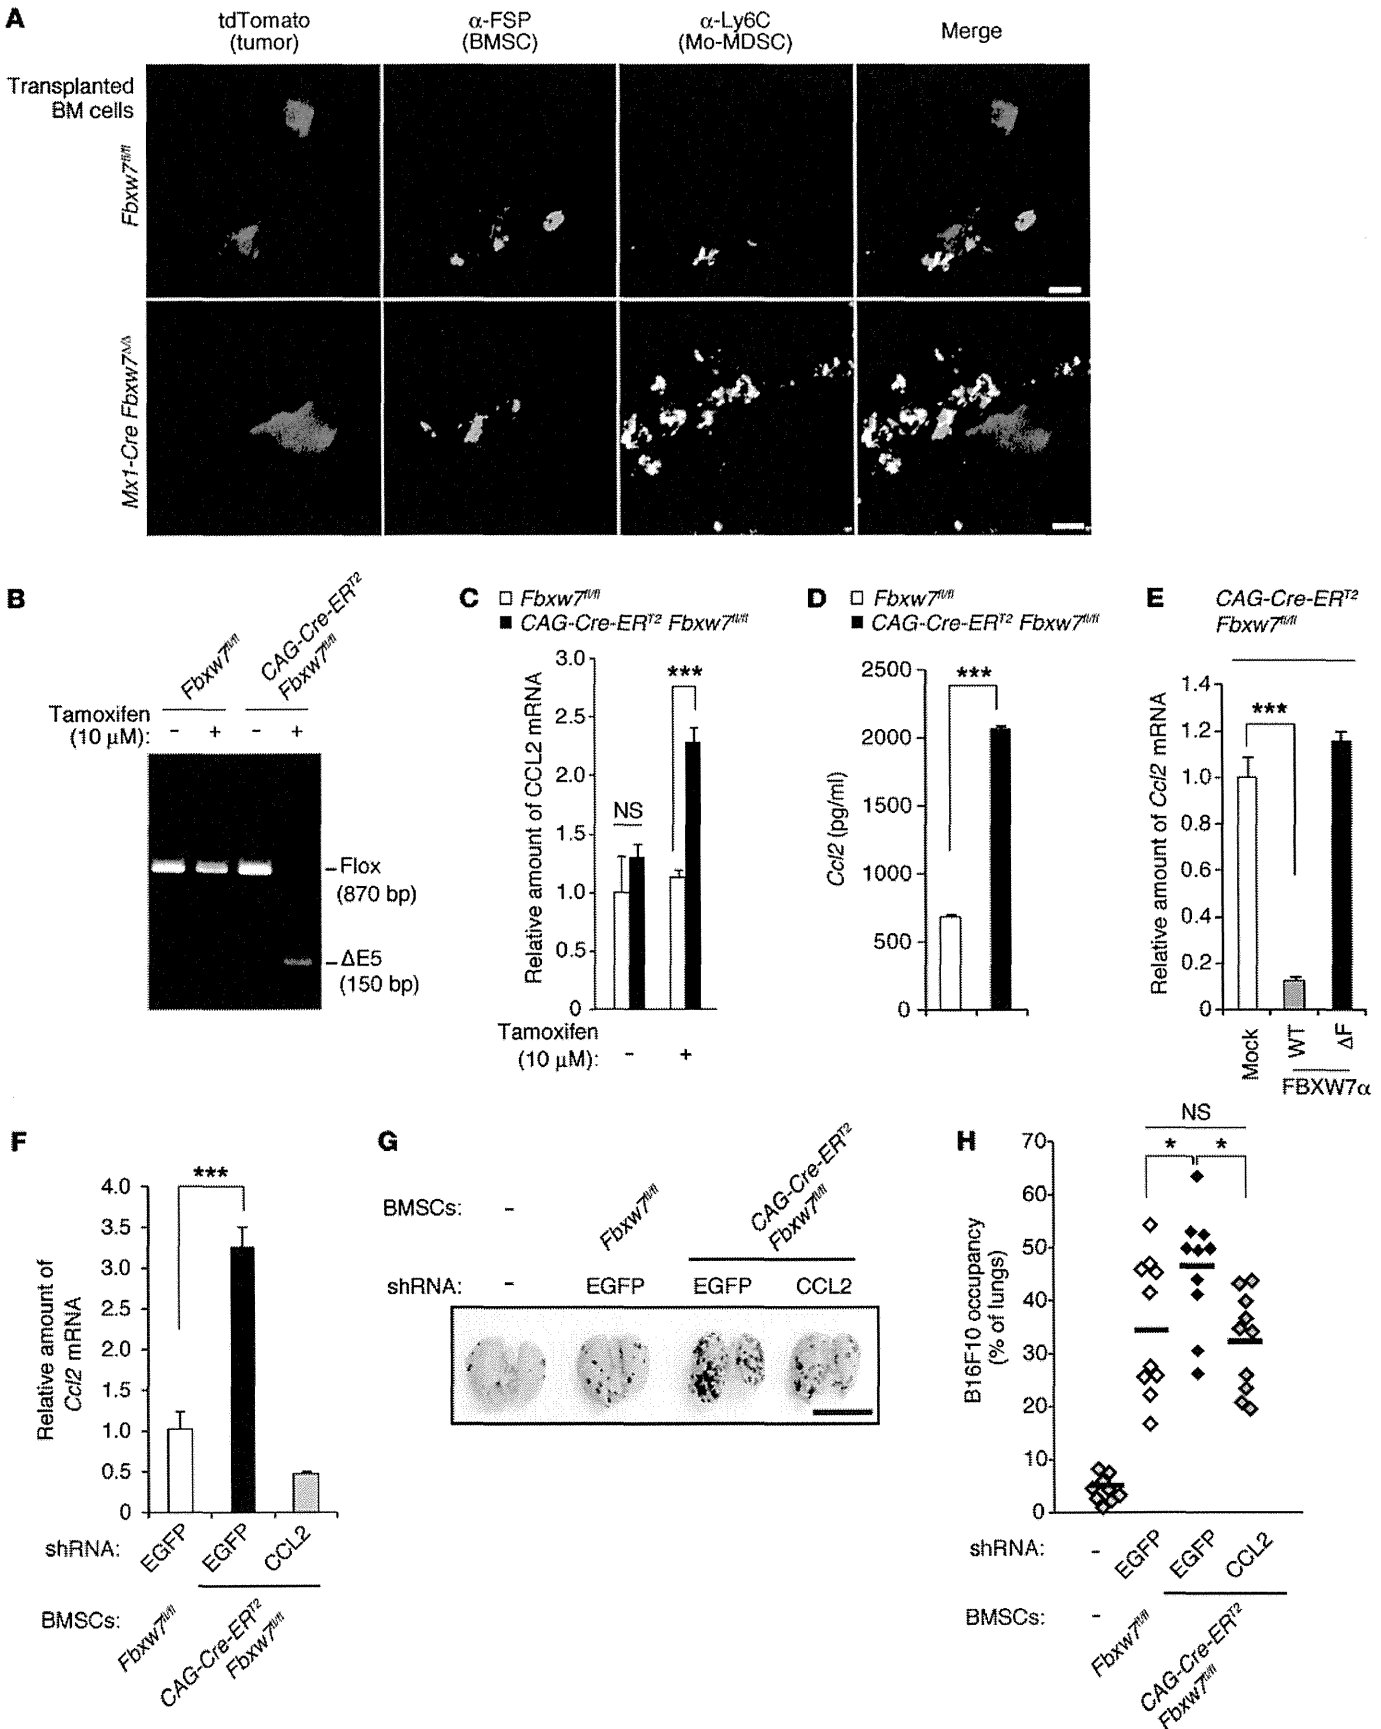 A
tdTomato
(tumor)
α-FSP
(BMSC)
α-Ly6C
(Mo-MDSC)
Merge
Transplanted
BM cells
Fbxw7fl/fl
Mx1-Cre Fbxw7Δ/Δ
B
Fbxw7fl/fl
CAG-Cre-ERT2
Fbxw7fl/fl
Tamoxifen
(10 μM):
- + - +
Flox
(870 bp)
ΔE5
(150 bp)
C
Fbxw7fl/fl
CAG-Cre-ERT2 Fbxw7fl/fl
Relative amount of CCL2 mRNA
3.0
2.5
2.0
1.5
1.0
0.5
0
NS
***
Tamoxifen
(10 μM):
- +
D
Fbxw7fl/fl
CAG-Cre-ERT2 Fbxw7fl/fl
Ccl2 (pg/ml)
2500
2000
1500
1000
500
0
***
E
CAG-Cre-ERT2
Fbxw7fl/fl
Relative amount of Ccl2 mRNA
1.4
1.2
1.0
0.8
0.6
0.4
0.2
0
***
Mock
WT
ΔF
FBXW7α
F
Relative amount of
Ccl2 mRNA
4.0
3.5
3.0
2.5
2.0
1.5
1.0
0.5
0
***
shRNA:
EGFP
EGFP
CCL2
BMSCs:
Fbxw7fl/fl
CAG-Cre-ERT2
Fbxw7fl/fl
G
BMSCs:
-
Fbxw7fl/fl
CAG-Cre-ERT2
Fbxw7fl/fl
shRNA:
- EGFP EGFP CCL2
H
B16F10 occupancy
(% of lungs)
70
60
50
40
30
20
10
0
NS
* *
shRNA:
-
EGFP
EGFP
CCL2
BMSCs:
-
Fbxw7fl/fl
CAG-Cre-ERT2
Fbxw7fl/fl